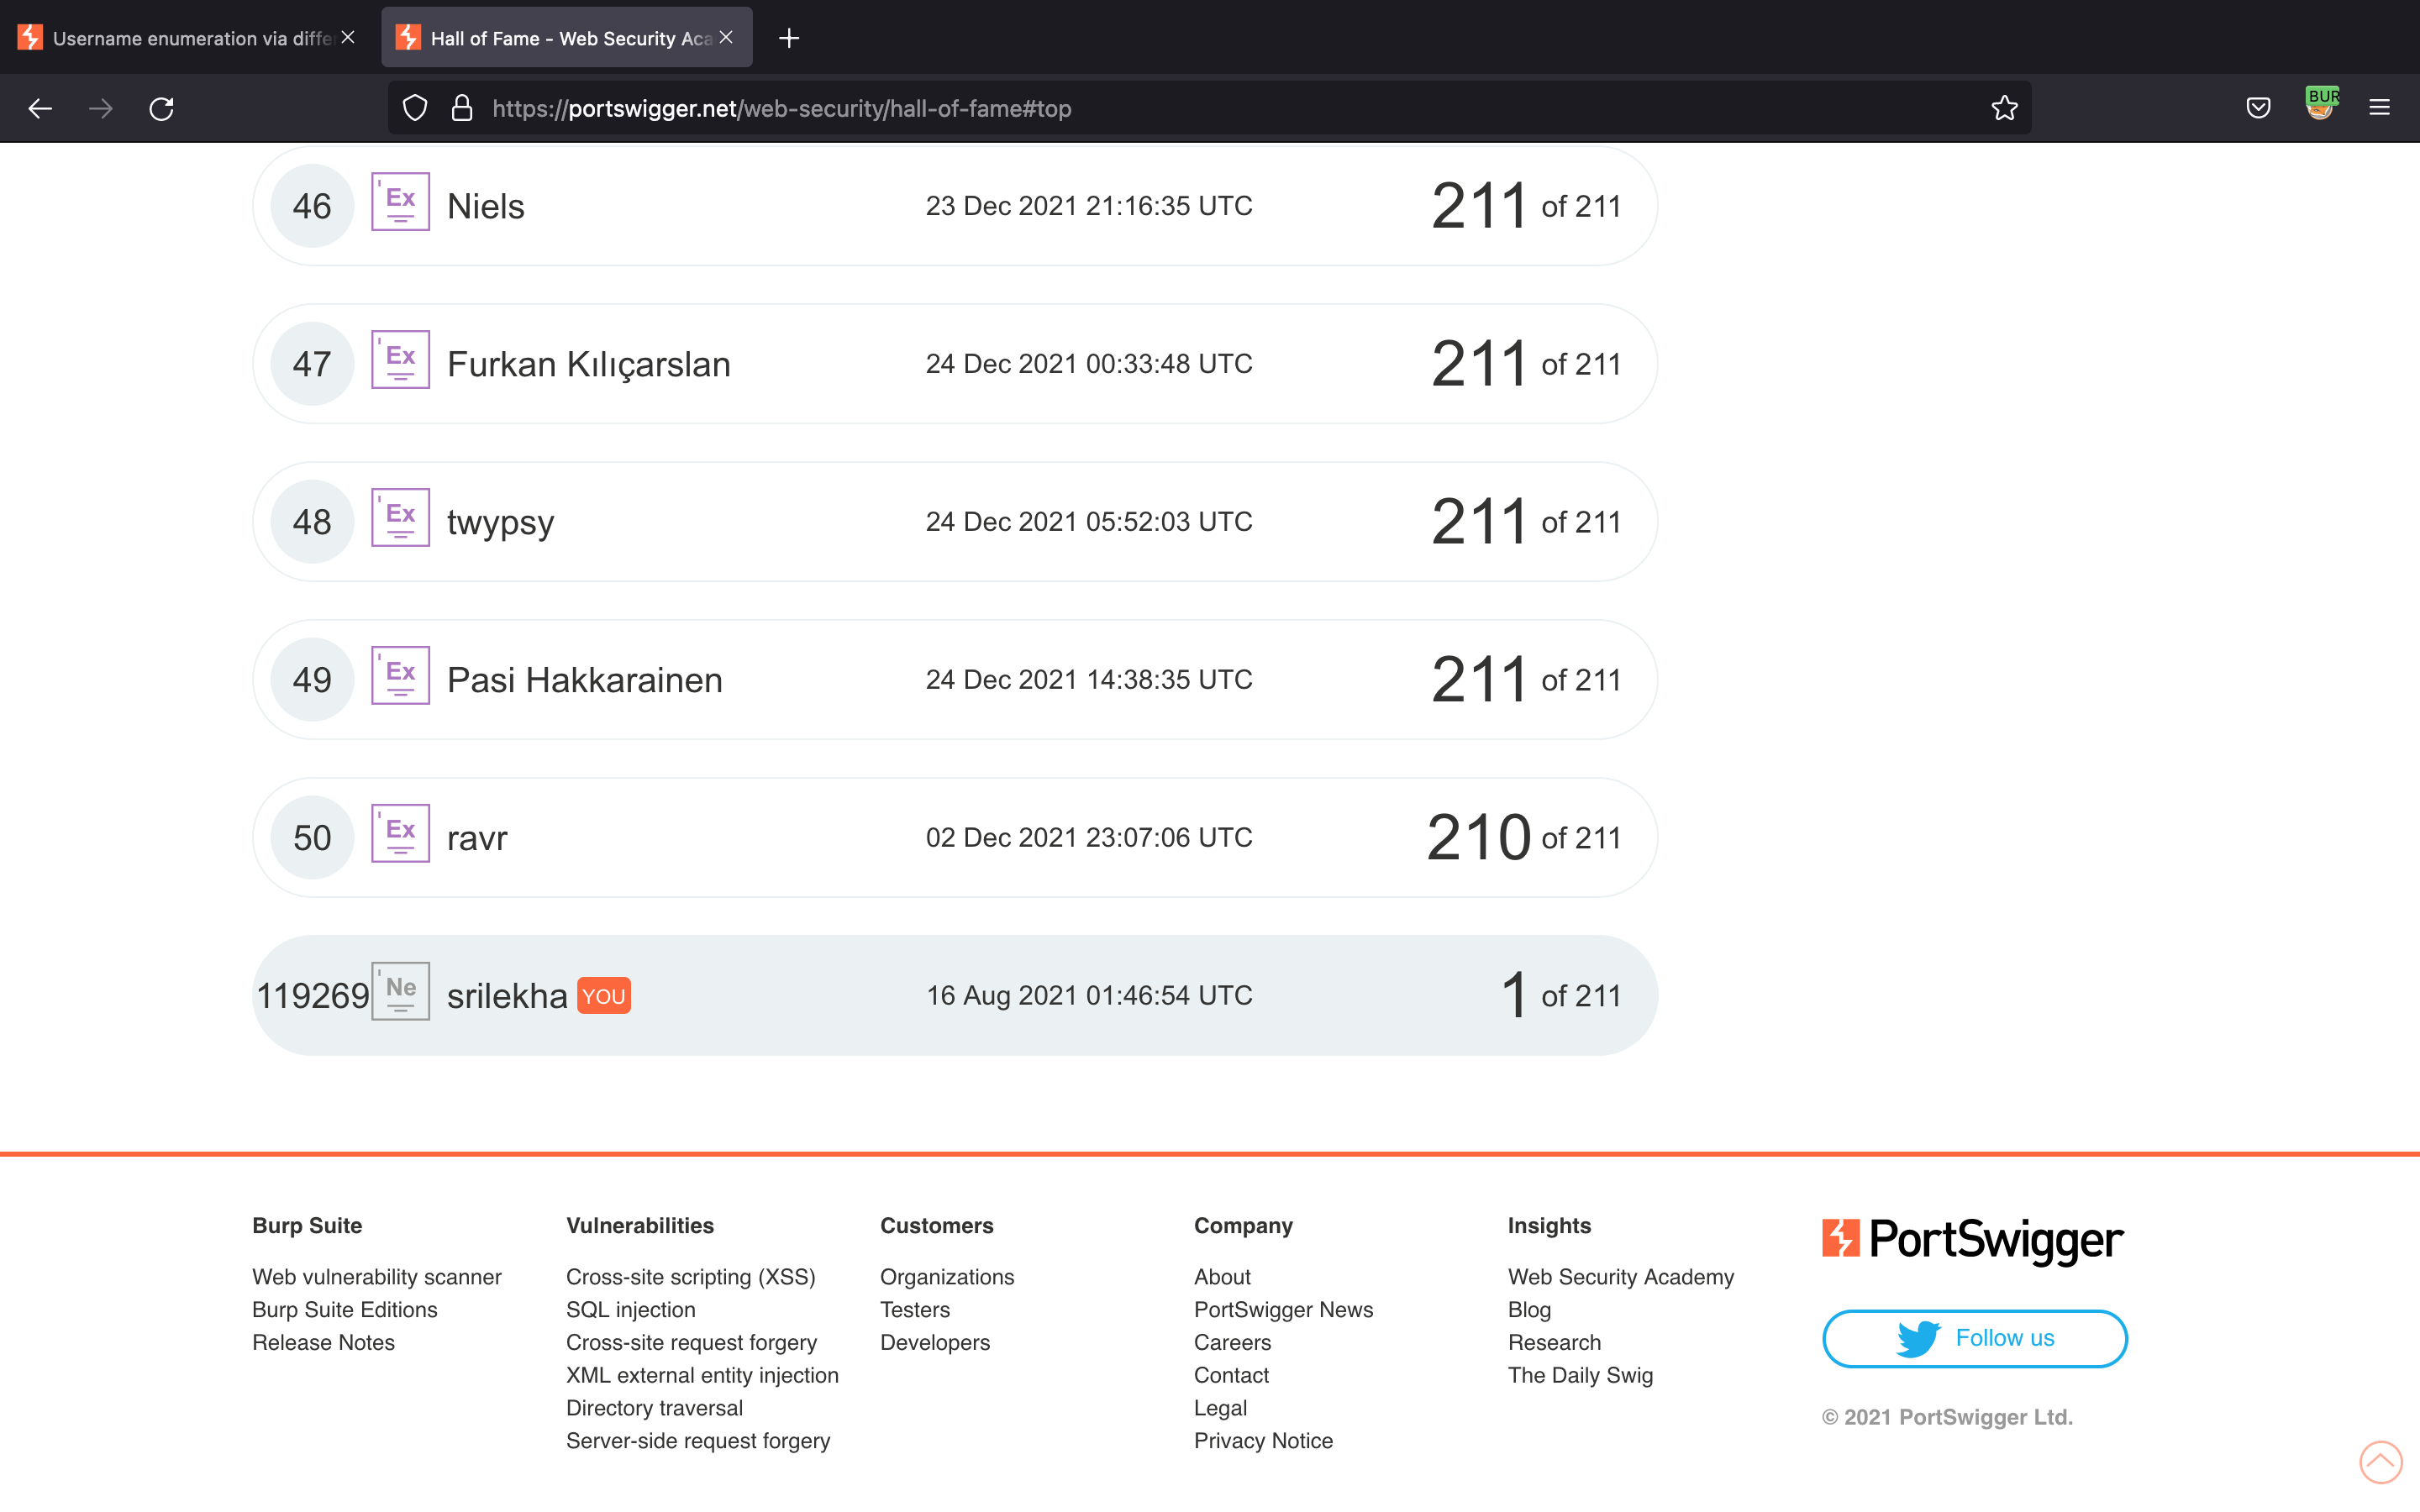 Username enumeration via diffe
Hall of Fame - Web Security Aca
https://portswigger.net/web-security/hall-of-fame#top
BUR
46 Ex Niels 23 Dec 2021 21:16:35 UTC 211 of 211
47 Ex Furkan Kılıçarslan 24 Dec 2021 00:33:48 UTC 211 of 211
48 Ex twypsy 24 Dec 2021 05:52:03 UTC 211 of 211
49 Ex Pasi Hakkarainen 24 Dec 2021 14:38:35 UTC 211 of 211
50 Ex ravr 02 Dec 2021 23:07:06 UTC 210 of 211
119269 Ne srilekha YOU 16 Aug 2021 01:46:54 UTC 1 of 211
Burp Suite
Web vulnerability scanner
Burp Suite Editions
Release Notes
Vulnerabilities
Cross-site scripting (XSS)
SQL injection
Cross-site request forgery
XML external entity injection
Directory traversal
Server-side request forgery
Customers
Organizations
Testers
Developers
Company
About
PortSwigger News
Careers
Contact
Legal
Privacy Notice
Insights
Web Security Academy
Blog
Research
The Daily Swig
PortSwigger
Follow us
© 2021 PortSwigger Ltd.